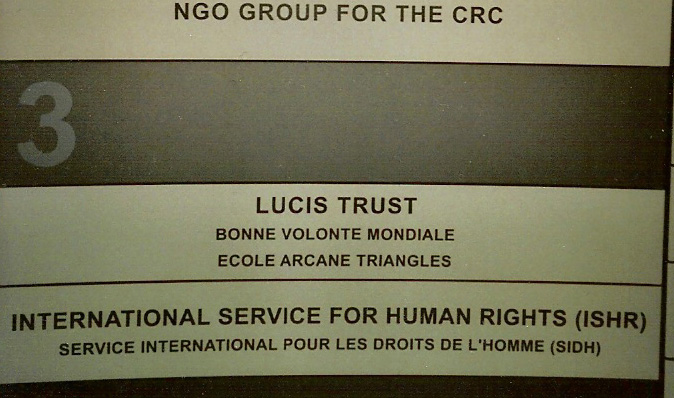 NGO GROUP FOR THE CRC
3
LUCIS TRUST
BONNE VOLONTE MONDIALE
ECOLE ARCANE TRIANGLES
INTERNATIONAL SERVICE FOR HUMAN RIGHTS (ISHR)
SERVICE INTERNATIONAL POUR LES DROITS DE L'HOMME (SIDH)